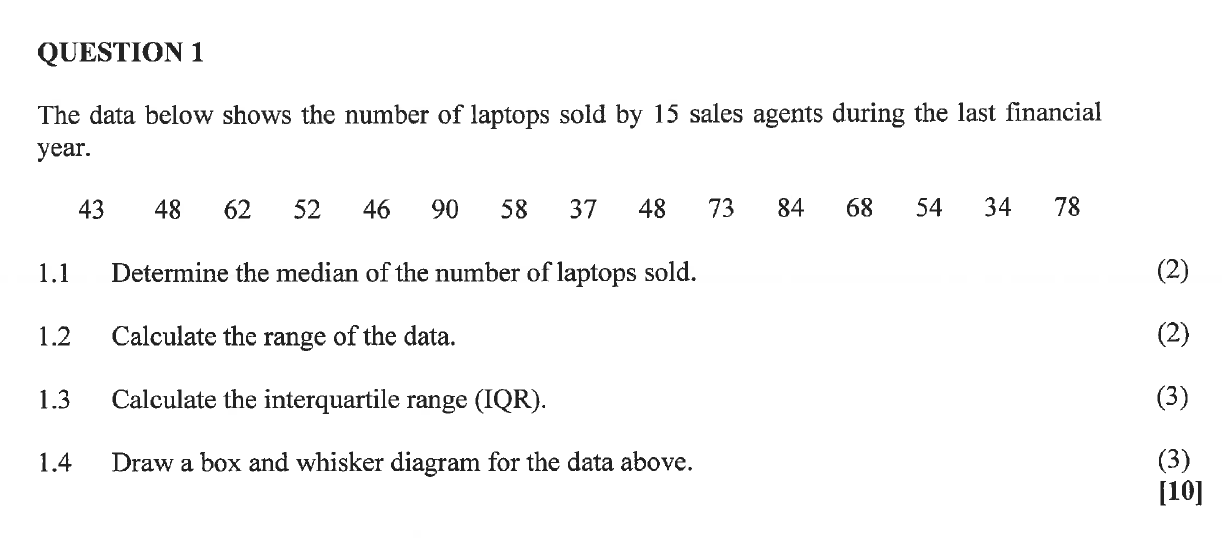 QUESTION 1
The data below shows the number of laptops sold by 15 sales agents during the last financial
year.
43 48 62 52 46 90 58 37 48 73 84 68 54 34 78
1.1 Determine the median of the number of laptops sold. (2)
1.2 Calculate the range of the data. (2)
1.3 Calculate the interquartile range (IQR). (3)
1.4 Draw a box and whisker diagram for the data above. (3)
[10]